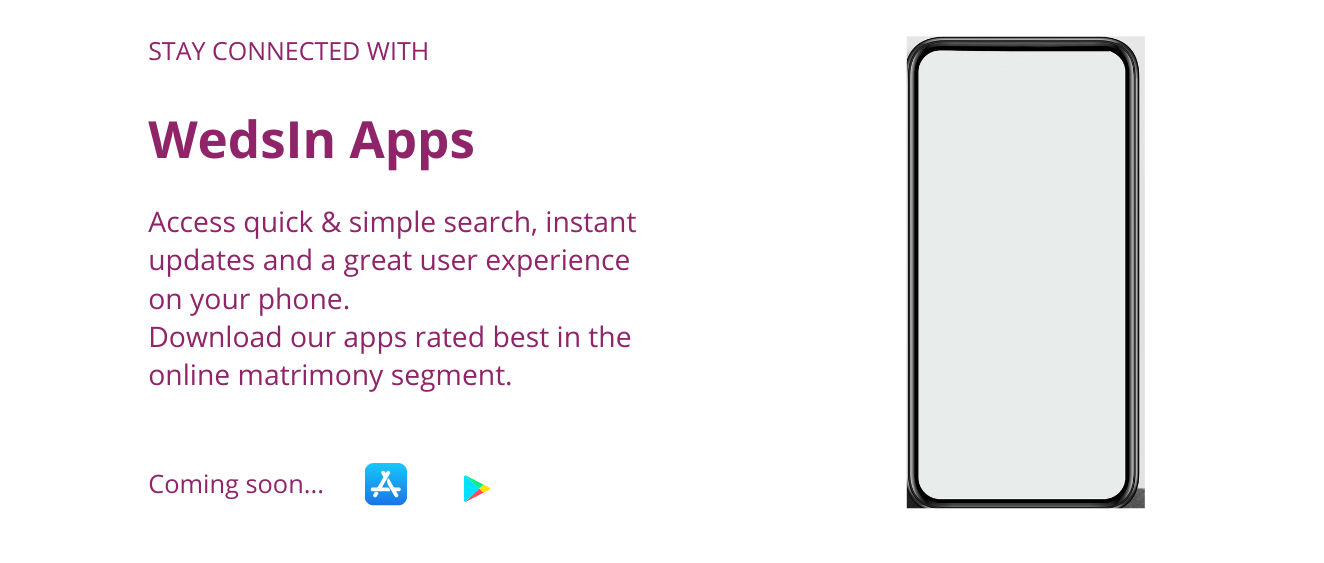 STAY CONNECTED WITH
WedsIn Apps
Access quick & simple search, instant
updates and a great user experience
on your phone.
Download our apps rated best in the
online matrimony segment.
Coming soon...